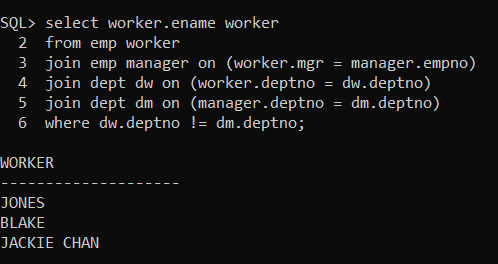 SQL> select worker.ename worker
2 from emp worker
3 join emp manager on (worker.mgr = manager.empno)
4 join dept dw on (worker.deptno = dw.deptno)
5 join dept dm on (manager.deptno = dm.deptno)
6 where dw.deptno != dm.deptno;
WORKER
--------------------
JONES
BLAKE
JACKIE CHAN